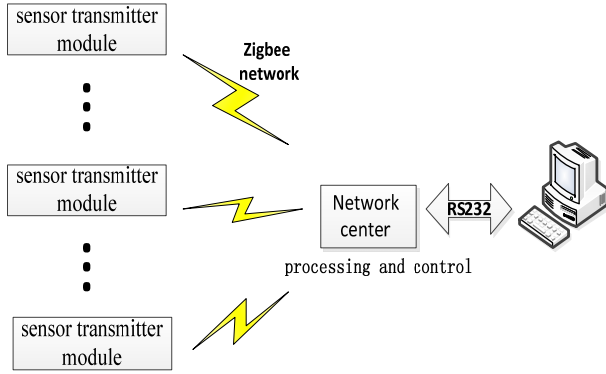 sensor transmitter
module
Zigbee
network
sensor transmitter
module
Network
center
RS232
processing and control
sensor transmitter
module